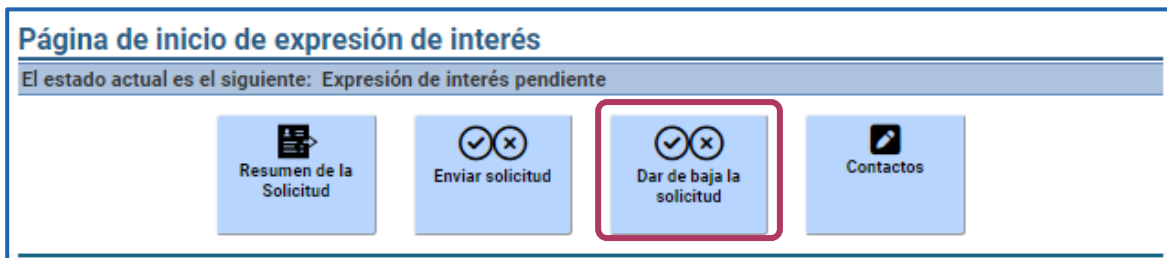 Página de inicio de expresión de interés
El estado actual es el siguiente: Expresión de interés pendiente
Resumen de la
Solicitud
Enviar solicitud
Dar de baja la
solicitud
Contactos